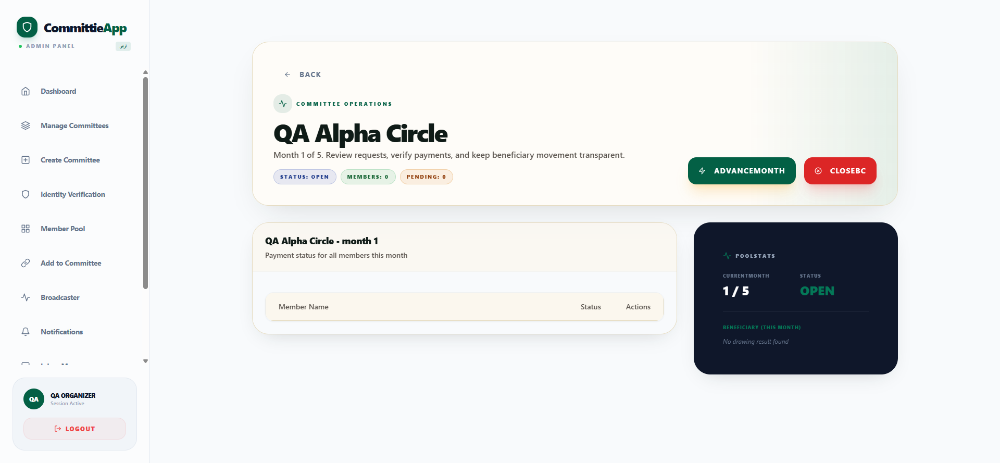 CommittieApp
ADMIN PANEL
اردو
Dashboard
Manage Committees
Create Committee
Identity Verification
Member Pool
Add to Committee
Broadcaster
Notifications
QA
QA ORGANIZER
Session Active
LOGOUT
BACK
COMMITTEE OPERATIONS
QA Alpha Circle
Month 1 of 5. Review requests, verify payments, and keep beneficiary movement transparent.
STATUS: OPEN MEMBERS: 0 PENDING: 0
ADVANCEMONTH CLOSEBC
QA Alpha Circle - month 1
Payment status for all members this month
Member Name Status Actions
POOLSTATS
CURRENTMONTH STATUS
1 / 5 OPEN
BENEFICIARY (THIS MONTH)
No drawing result found